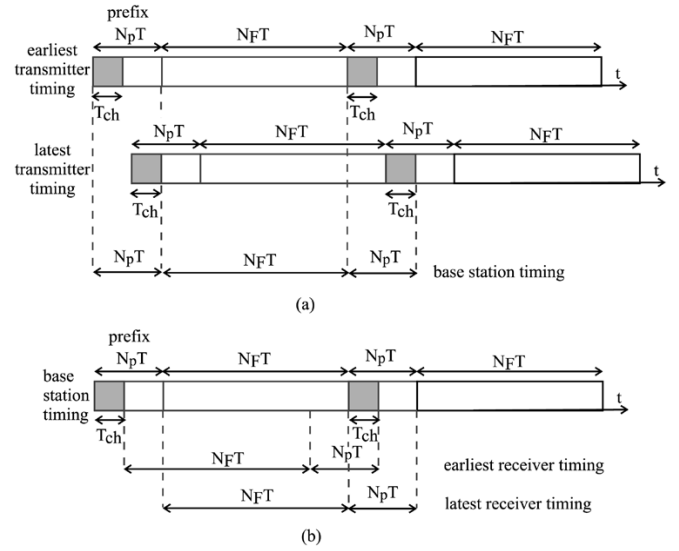 prefix
NpT NFT NpT NFT
earliest
transmitter
timing
t
Tch Tch
NpT NFT NpT NFT
latest
transmitter
timing
t
Tch Tch
NpT NFT NpT
base station timing
(a)
prefix
NpT NFT NpT NFT
base
station
timing
t
Tch Tch
NFT NpT earliest receiver timing
NFT NpT latest receiver timing
(b)